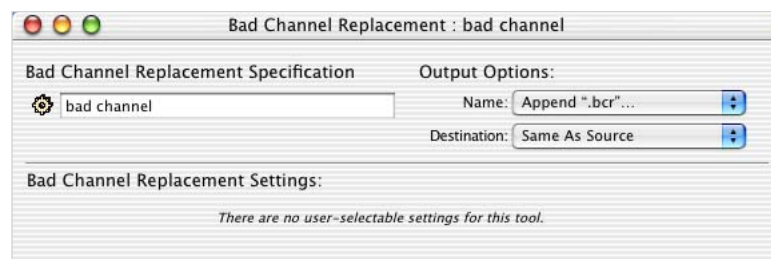 Bad Channel Replacement : bad channel
Bad Channel Replacement Specification
bad channel
Output Options:
Name: Append “.bcr”...
Destination: Same As Source
Bad Channel Replacement Settings:
There are no user-selectable settings for this tool.